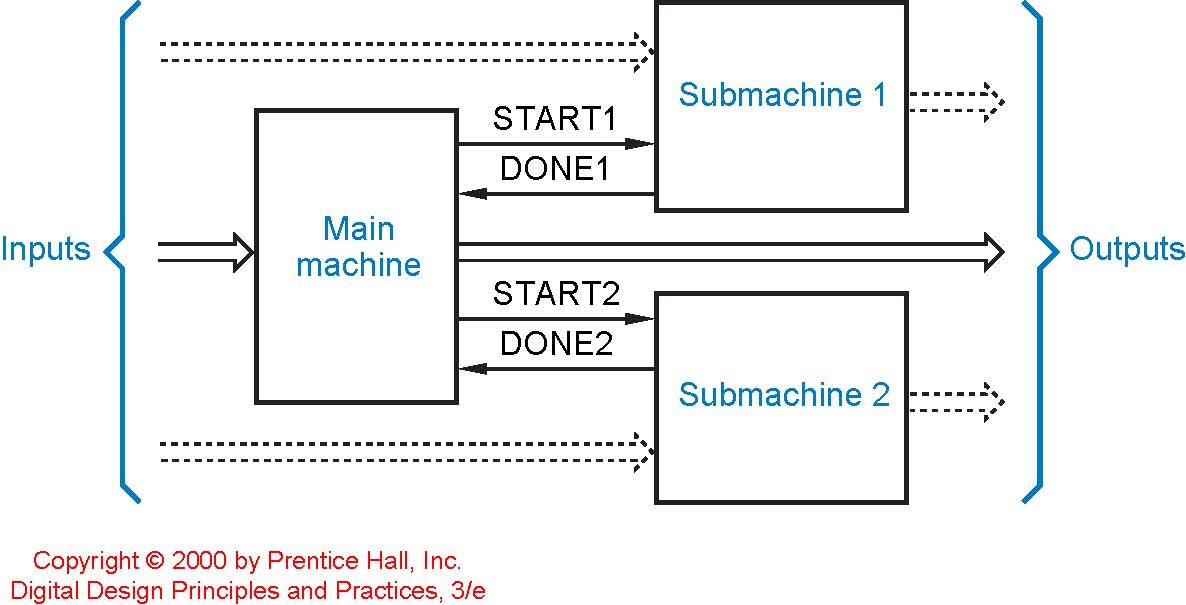 Submachine 1
START1
DONE1
Main
machine
Inputs
Outputs
START2
DONE2
Submachine 2
Copyright © 2000 by Prentice Hall, Inc.
Digital Design Principles and Practices, 3/e